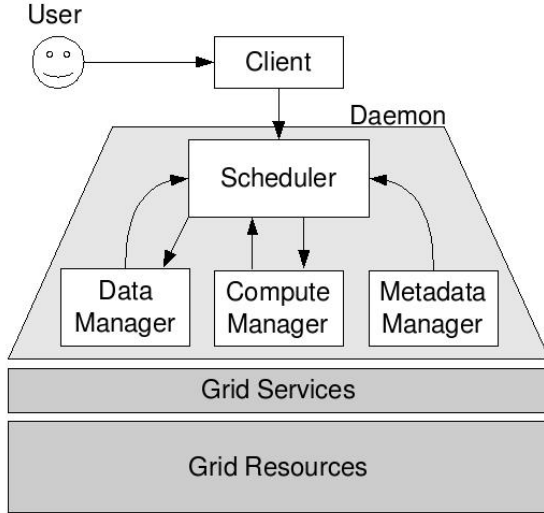 User
Client
Daemon
Scheduler
Data
Manager
Compute
Manager
Metadata
Manager
Grid Services
Grid Resources